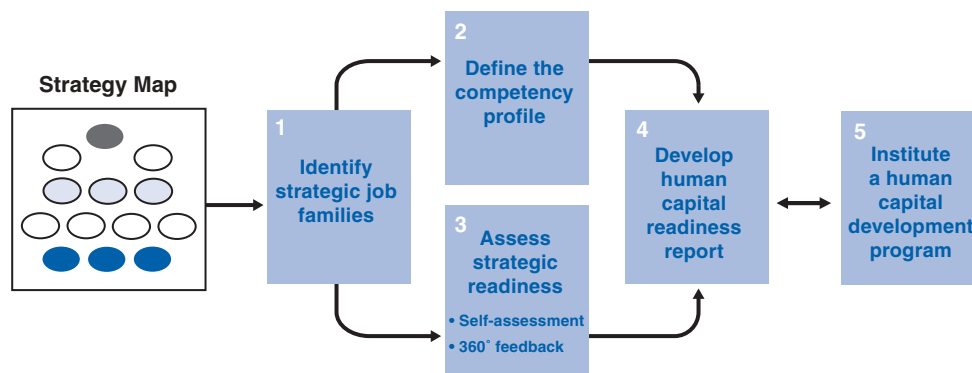 Strategy Map
1
Identify
strategic job
families
2
Define the
competency
profile
3
Assess
strategic
readiness
• Self-assessment
• 360˚ feedback
4
Develop
human
capital
readiness
report
5
Institute
a human
capital
development
program